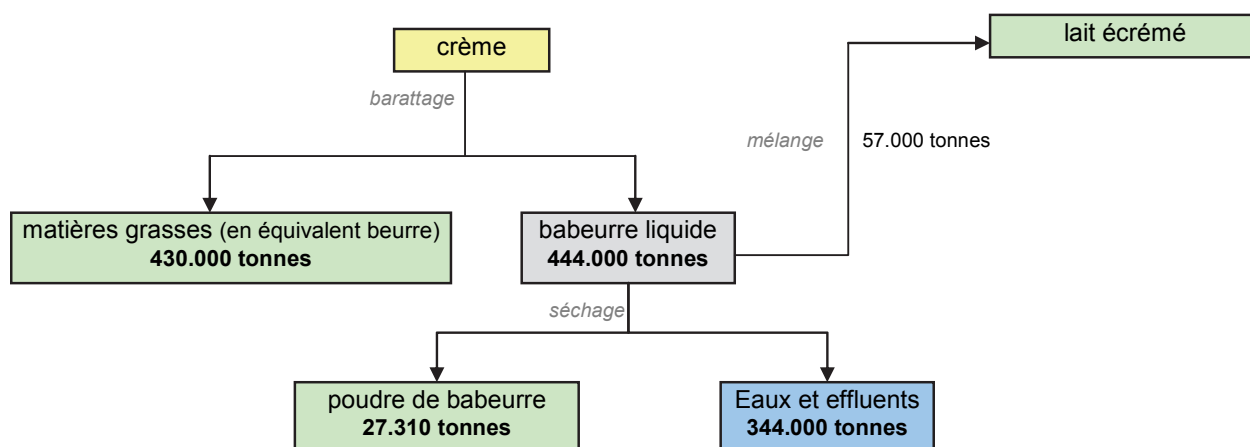 crème
lait écrémé
barattage
mélange 57.000 tonnes
matières grasses (en équivalent beurre)
430.000 tonnes
babeurre liquide
444.000 tonnes
séchage
poudre de babeurre
27.310 tonnes
Eaux et effluents
344.000 tonnes